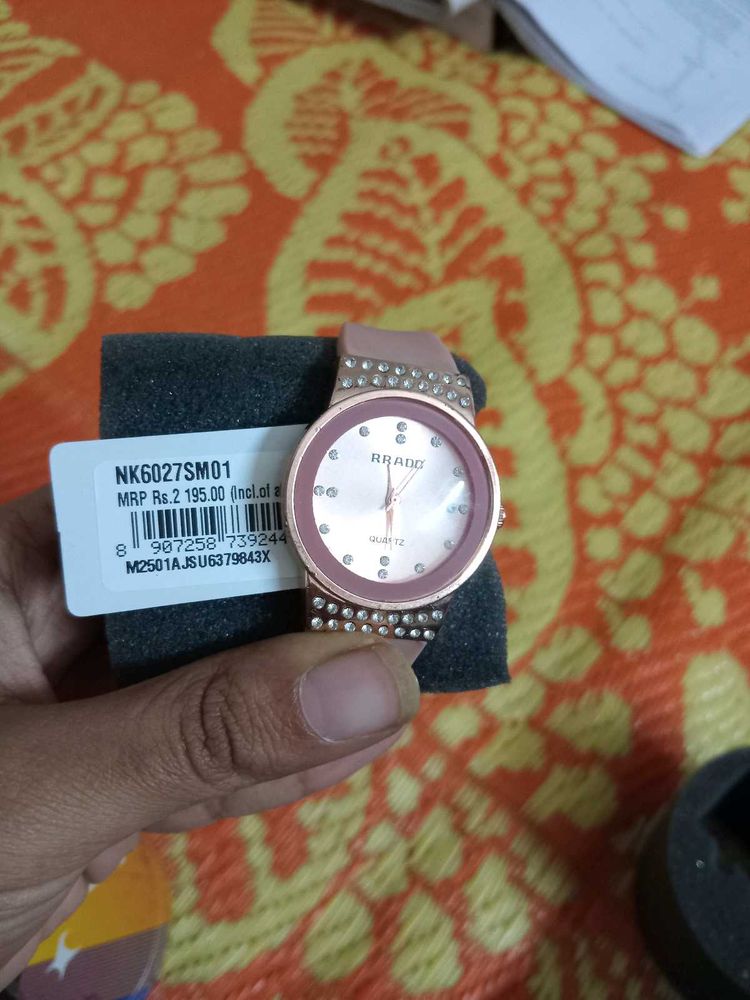 NK6027SM01
MRP Rs.2 195.00 (Incl.of a
8 907258 739244
M2501AJSU6379843X
RRADO
QUARTZ